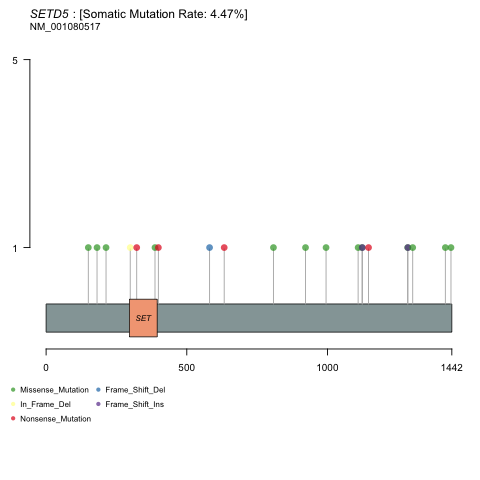 SETD5 : [Somatic Mutation Rate: 4.47%]
NM_001080517
5
1
SET
0 500 1000 1442
Missense_Mutation Frame_Shift_Del
In_Frame_Del Frame_Shift_Ins
Nonsense_Mutation